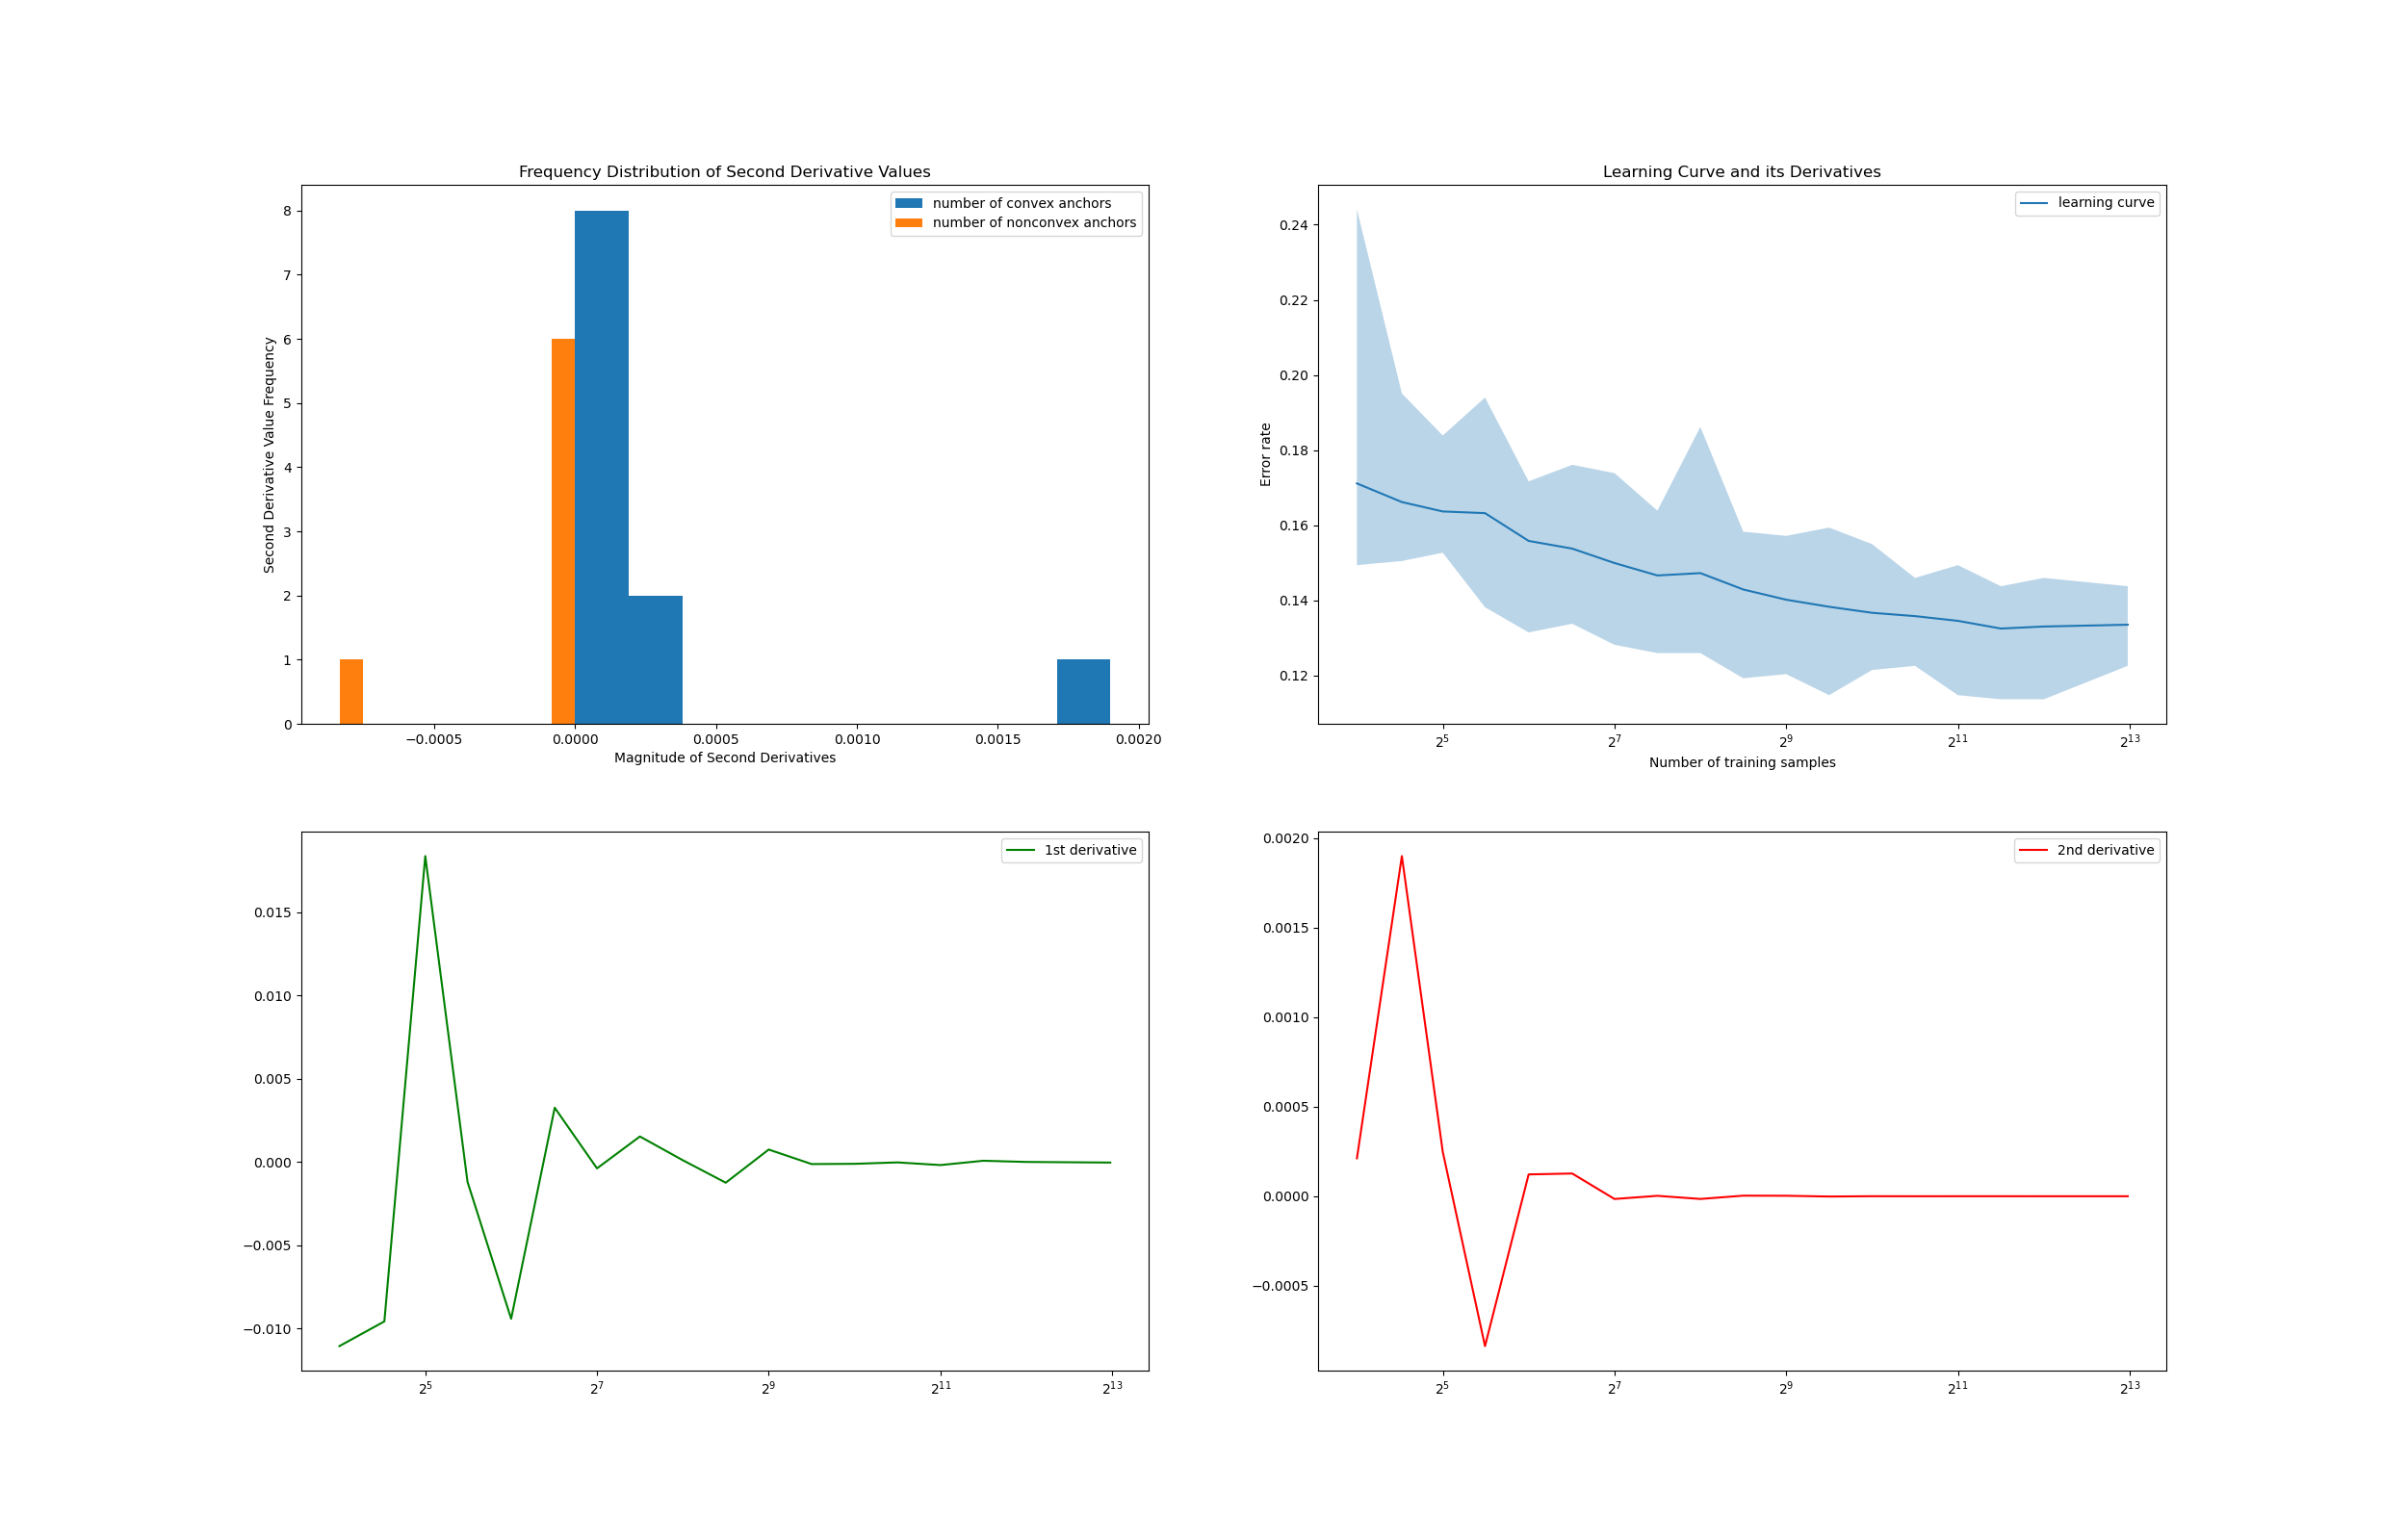 Frequency Distribution of Second Derivative Values
number of convex anchors
number of nonconvex anchors
8
7
6
5
4
3
2
1
0
Second Derivative Value Frequency
−0.0005 0.0000 0.0005 0.0010 0.0015 0.0020
Magnitude of Second Derivatives
Learning Curve and its Derivatives
learning curve
0.24
0.22
0.20
0.18
0.16
0.14
0.12
Error rate
2^5 2^7 2^9 2^11 2^13
Number of training samples
1st derivative
0.015
0.010
0.005
0.000
−0.005
−0.010
2^5 2^7 2^9 2^11 2^13
2nd derivative
0.0020
0.0015
0.0010
0.0005
0.0000
−0.0005
2^5 2^7 2^9 2^11 2^13